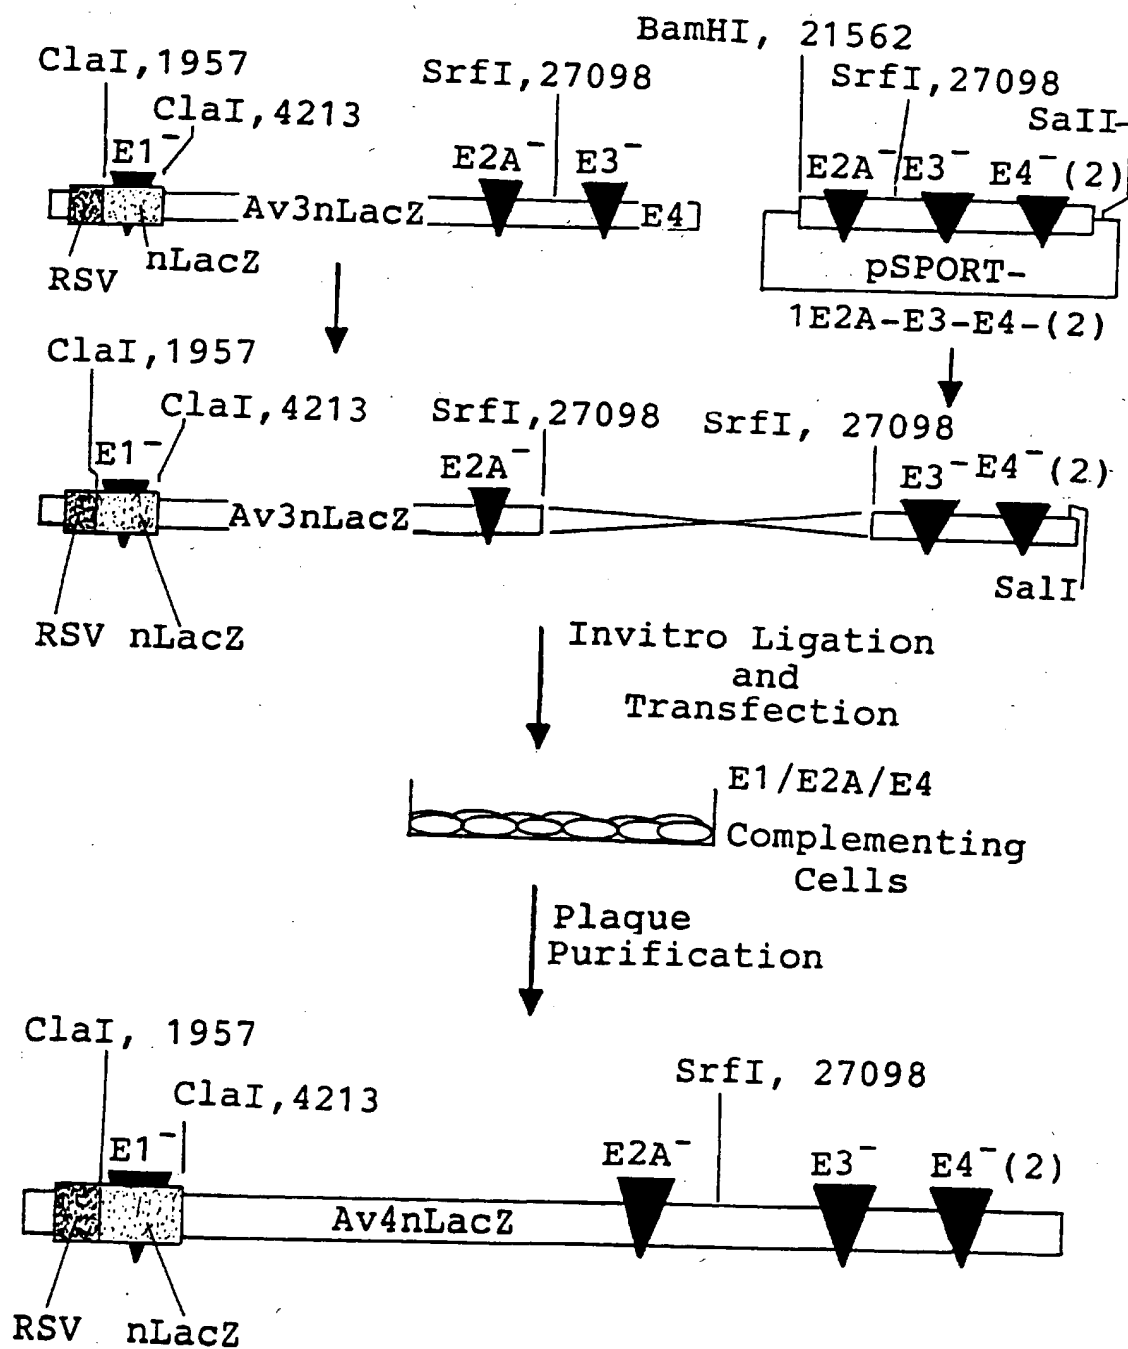 BamHI, 21562
ClaI,1957
SrfI,27098
SrfI,27098
ClaI,4213
SaII
E1⁻
E2A⁻
E3⁻
E2A⁻
E3⁻
E4⁻(2)
Av3nLacZ
E4
RSV
nLacZ
pSPORT-
1E2A-E3-E4-(2)
ClaI,1957
ClaI,4213
SrfI,27098
SrfI, 27098
E1⁻
E2A⁻
E3⁻
E4⁻(2)
Av3nLacZ
SalI
RSV
nLacZ
Invitro Ligation
and
Transfection
E1/E2A/E4
Complementing
Cells
Plaque
Purification
ClaI, 1957
SrfI, 27098
ClaI,4213
E1⁻
E2A⁻
E3⁻
E4⁻(2)
Av4nLacZ
RSV
nLacZ